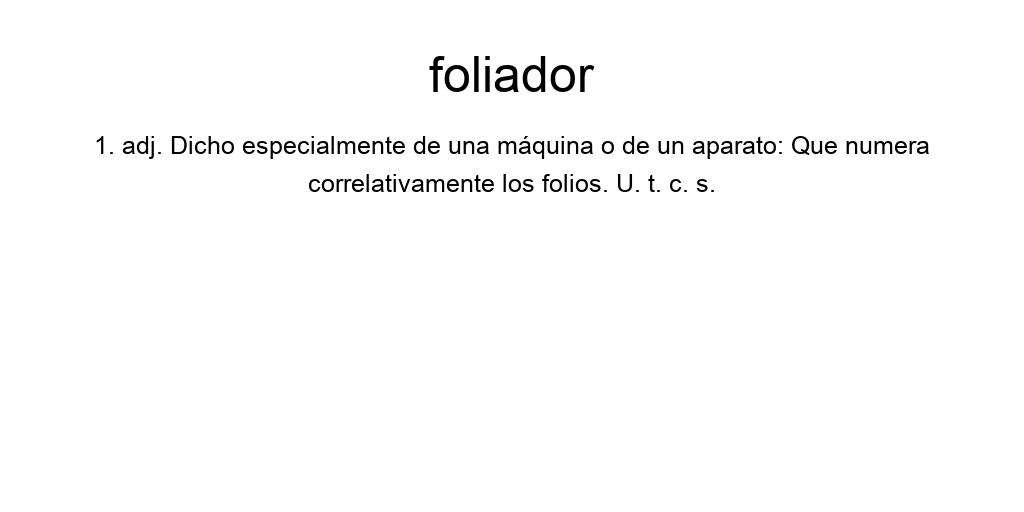 foliador
1. adj. Dicho especialmente de una máquina o de un aparato: Que numera
correlativamente los folios. U. t. c. s.